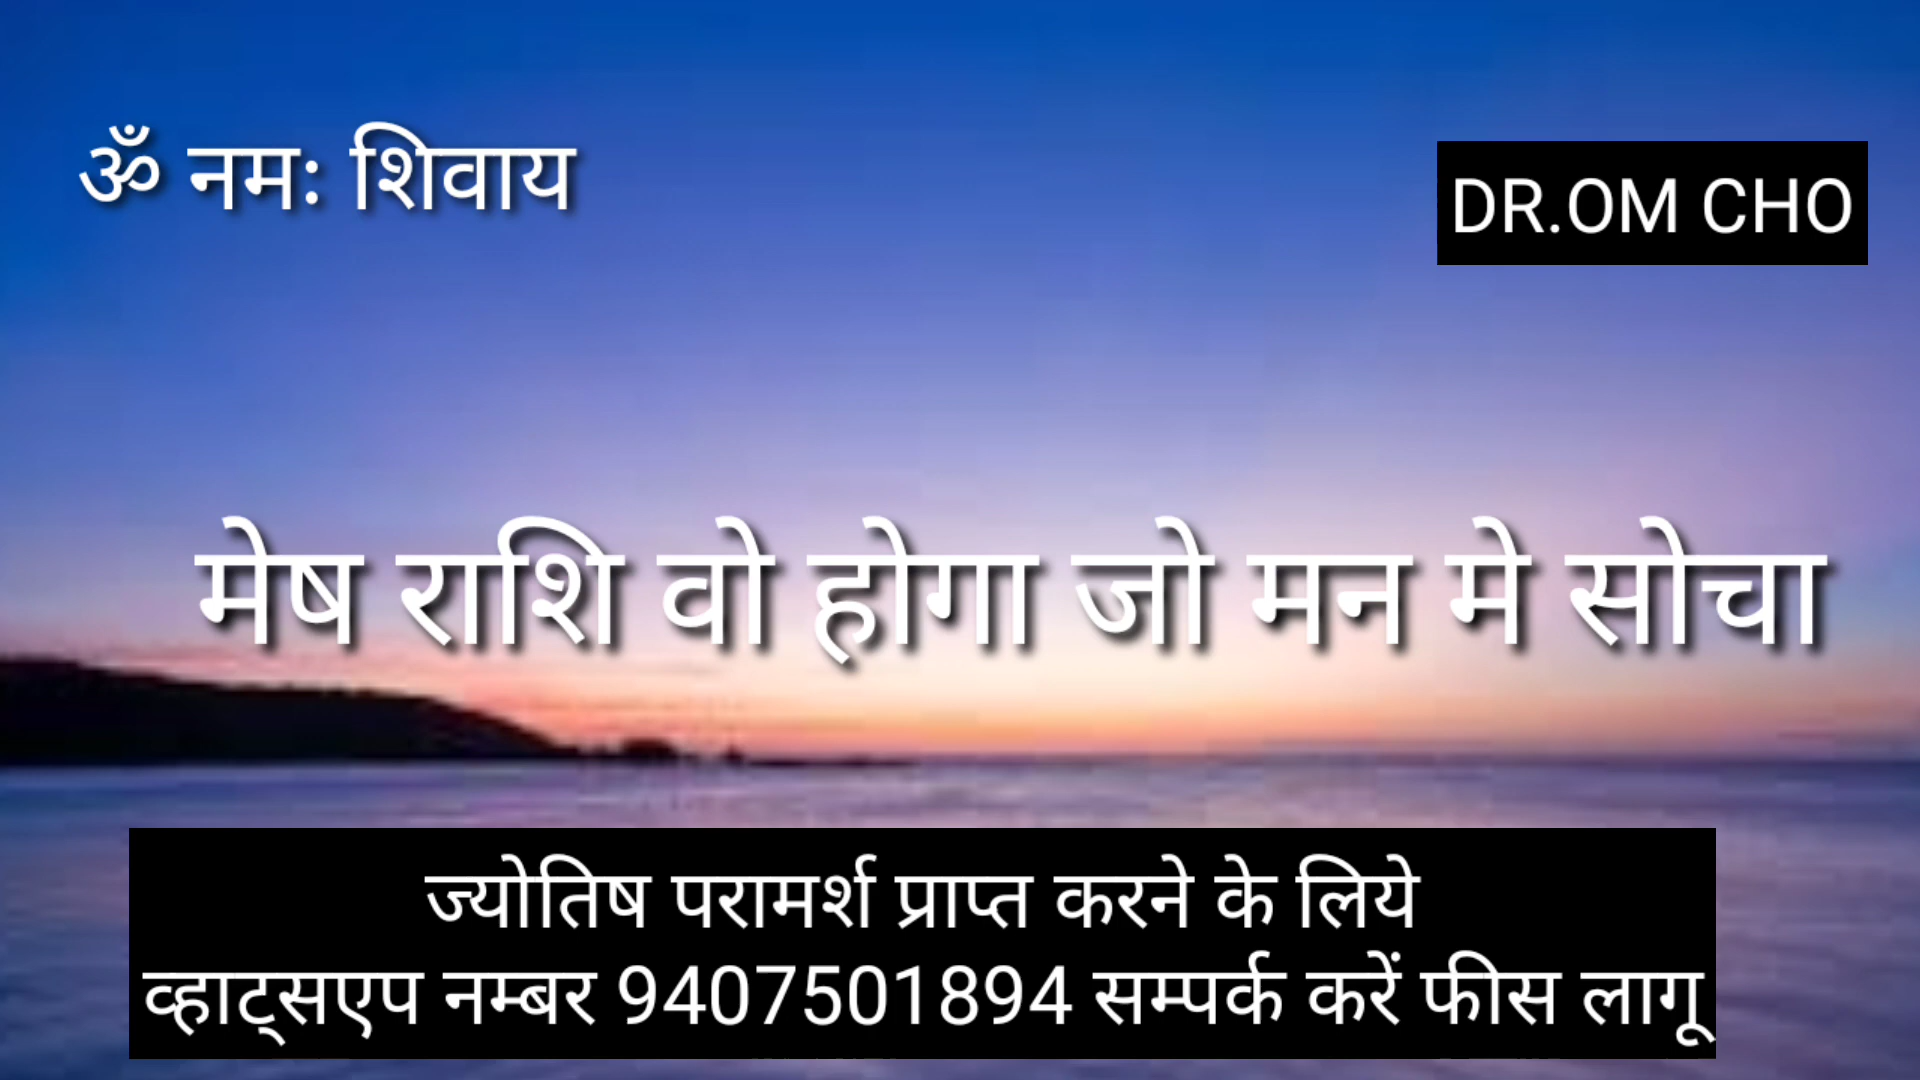 ॐ नमः शिवाय
DR.OM CHO
मेष राशि वो होगा जो मन मे सोचा
ज्योतिष परामर्श प्राप्त करने के लिये
व्हाट्सएप नम्बर 9407501894 सम्पर्क करें फीस लागू